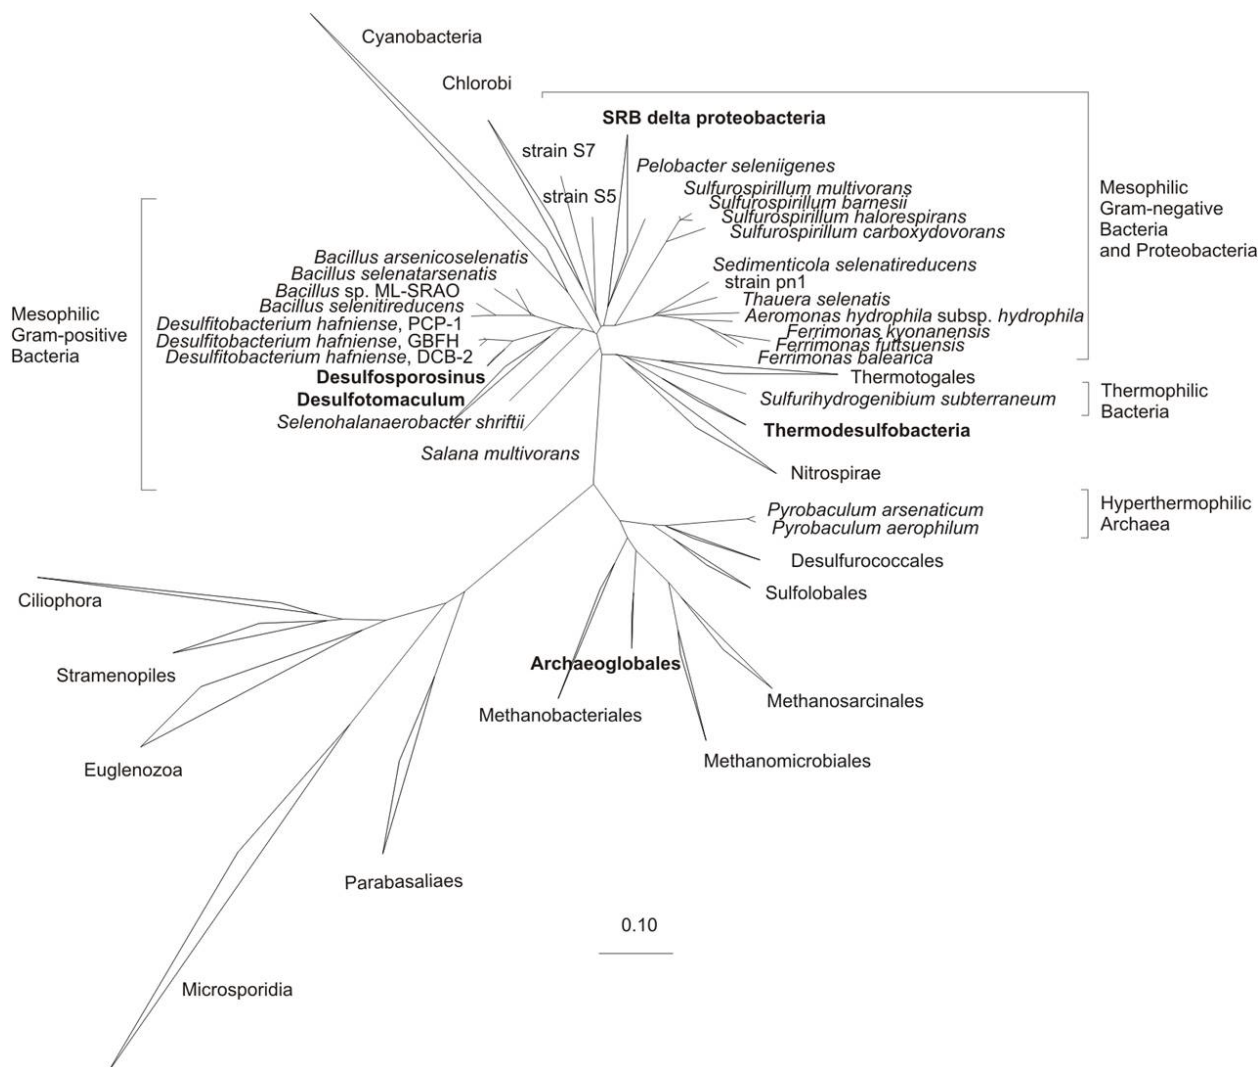 Cyanobacteria
Chlorobi
SRB delta proteobacteria
strain S7
Pelobacter seleniigenes
strain S5
Sulfurospirillum multivorans
Sulfurospirillum barnesii
Sulfurospirillum halorespirans
Sulfurospirillum carboxydovorans
Mesophilic
Gram-negative
Bacteria
and Proteobacteria
Bacillus arsenicoselenatis
Bacillus selenatarsenatis
Bacillus sp. ML-SRAO
Bacillus selenitireducens
Desulfitobacterium hafniense, PCP-1
Desulfitobacterium hafniense, GBFH
Desulfitobacterium hafniense, DCB-2
Desulfosporosinus
Desulfotomaculum
Selenohalanaerobacter shriftii
Salana multivorans
Mesophilic
Gram-positive
Bacteria
Sedimenticola selenatireducens
strain pn1
Thauera selenatis
Aeromonas hydrophila subsp. hydrophila
Ferrimonas kyonanensis
Ferrimonas futtsuensis
Ferrimonas balearica
Thermotogales
Sulfurihydrogenibium subterraneum
Thermodesulfobacteria
Nitrospirae
Thermophilic
Bacteria
Pyrobaculum arsenaticum
Pyrobaculum aerophilum
Hyperthermophilic
Archaea
Desulfurococcales
Sulfolobales
Archaeoglobales
Methanobacteriales
Methanosarcinales
Methanomicrobiales
Ciliophora
Stramenopiles
Euglenozoa
Parabasaliaes
Microsporidia
0.10